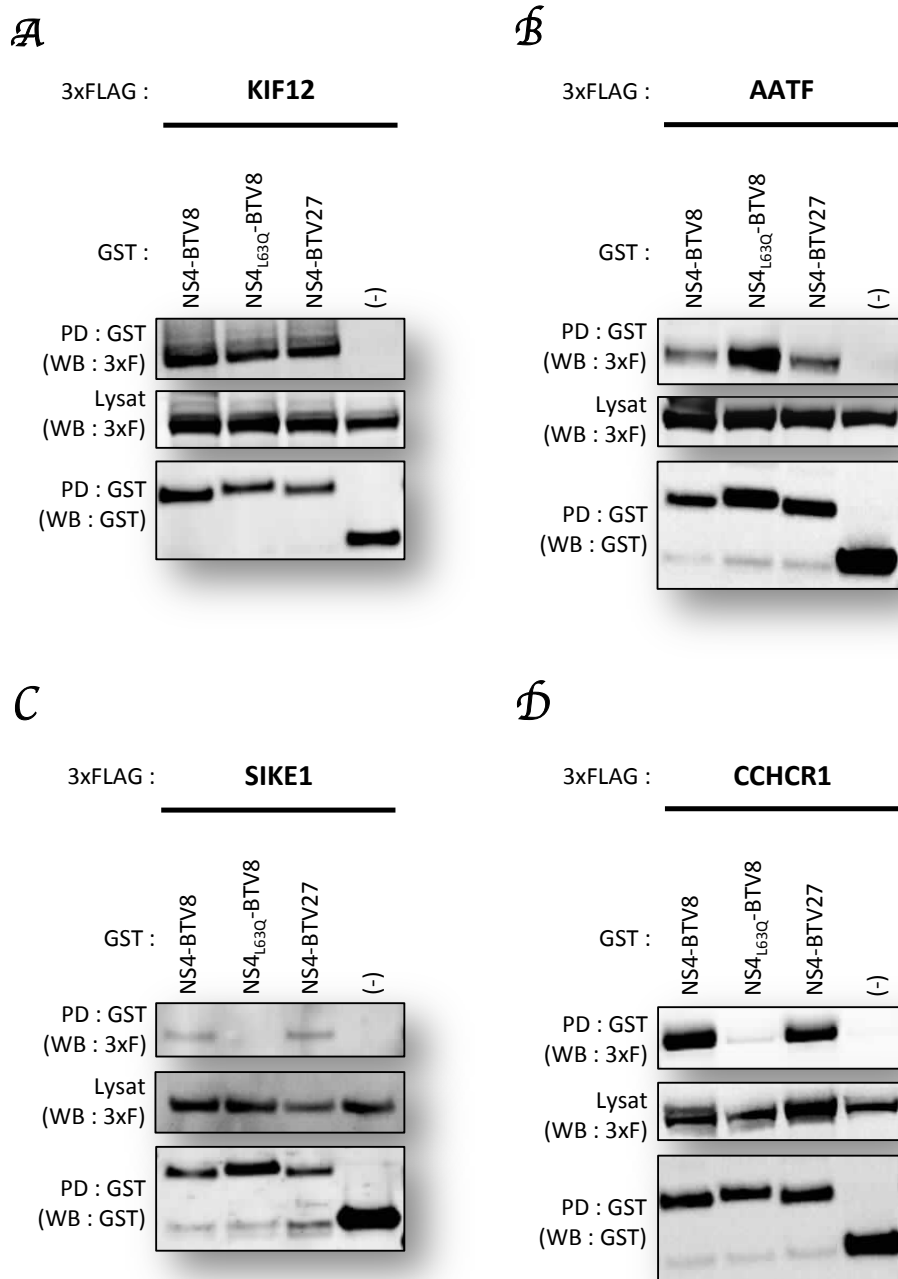 A
3xFLAG : KIF12
GST : NS4-BTV8 NS4L63Q-BTV8 NS4-BTV27 (-)
PD : GST
(WB : 3xF)
Lysat
(WB : 3xF)
PD : GST
(WB : GST)
B
3xFLAG : AATF
GST : NS4-BTV8 NS4L63Q-BTV8 NS4-BTV27 (-)
PD : GST
(WB : 3xF)
Lysat
(WB : 3xF)
PD : GST
(WB : GST)
C
3xFLAG : SIKE1
GST : NS4-BTV8 NS4L63Q-BTV8 NS4-BTV27 (-)
PD : GST
(WB : 3xF)
Lysat
(WB : 3xF)
PD : GST
(WB : GST)
D
3xFLAG : CCHCR1
GST : NS4-BTV8 NS4L63Q-BTV8 NS4-BTV27 (-)
PD : GST
(WB : 3xF)
Lysat
(WB : 3xF)
PD : GST
(WB : GST)